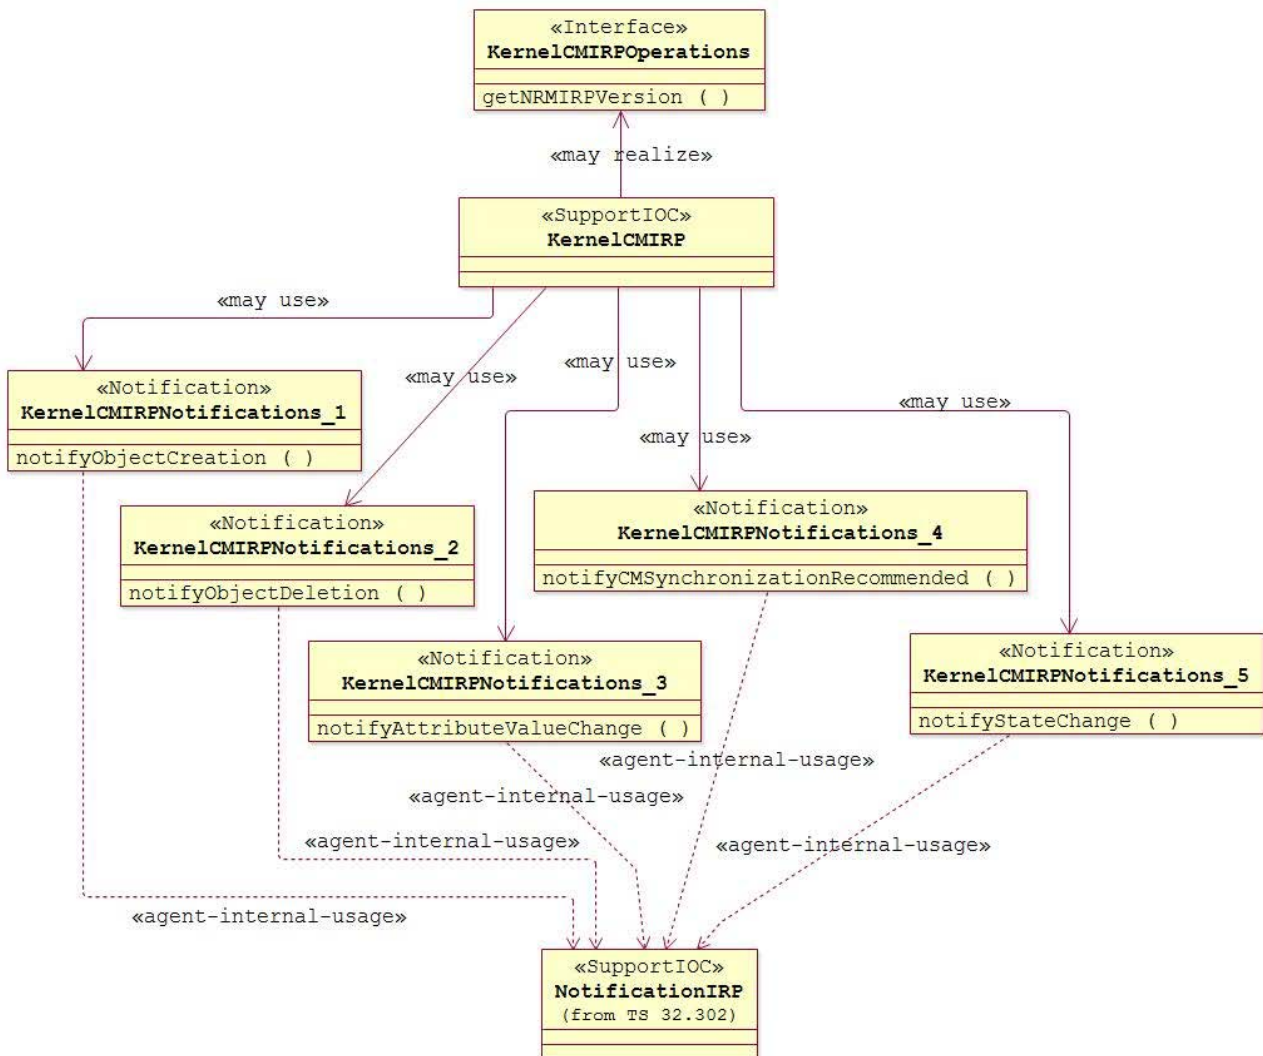 «Interface»
KernelCMIRPOperations
getNRMIRPVersion ( )
«may realize»
«SupportIOC»
KernelCMIRP
«may use»
«may use»
«may use»
«Notification»
KernelCMIRPNotifications_1
notifyObjectCreation ( )
«may use»
«may use»
«Notification»
KernelCMIRPNotifications_2
notifyObjectDeletion ( )
«Notification»
KernelCMIRPNotifications_4
notifyCMSynchronizationRecommended ( )
«Notification»
KernelCMIRPNotifications_3
notifyAttributeValueChange ( )
«Notification»
KernelCMIRPNotifications_5
notifyStateChange ( )
«agent-internal-usage»
«agent-internal-usage»
«agent-internal-usage»
«agent-internal-usage»
«agent-internal-usage»
«SupportIOC»
NotificationIRP
(from TS 32.302)